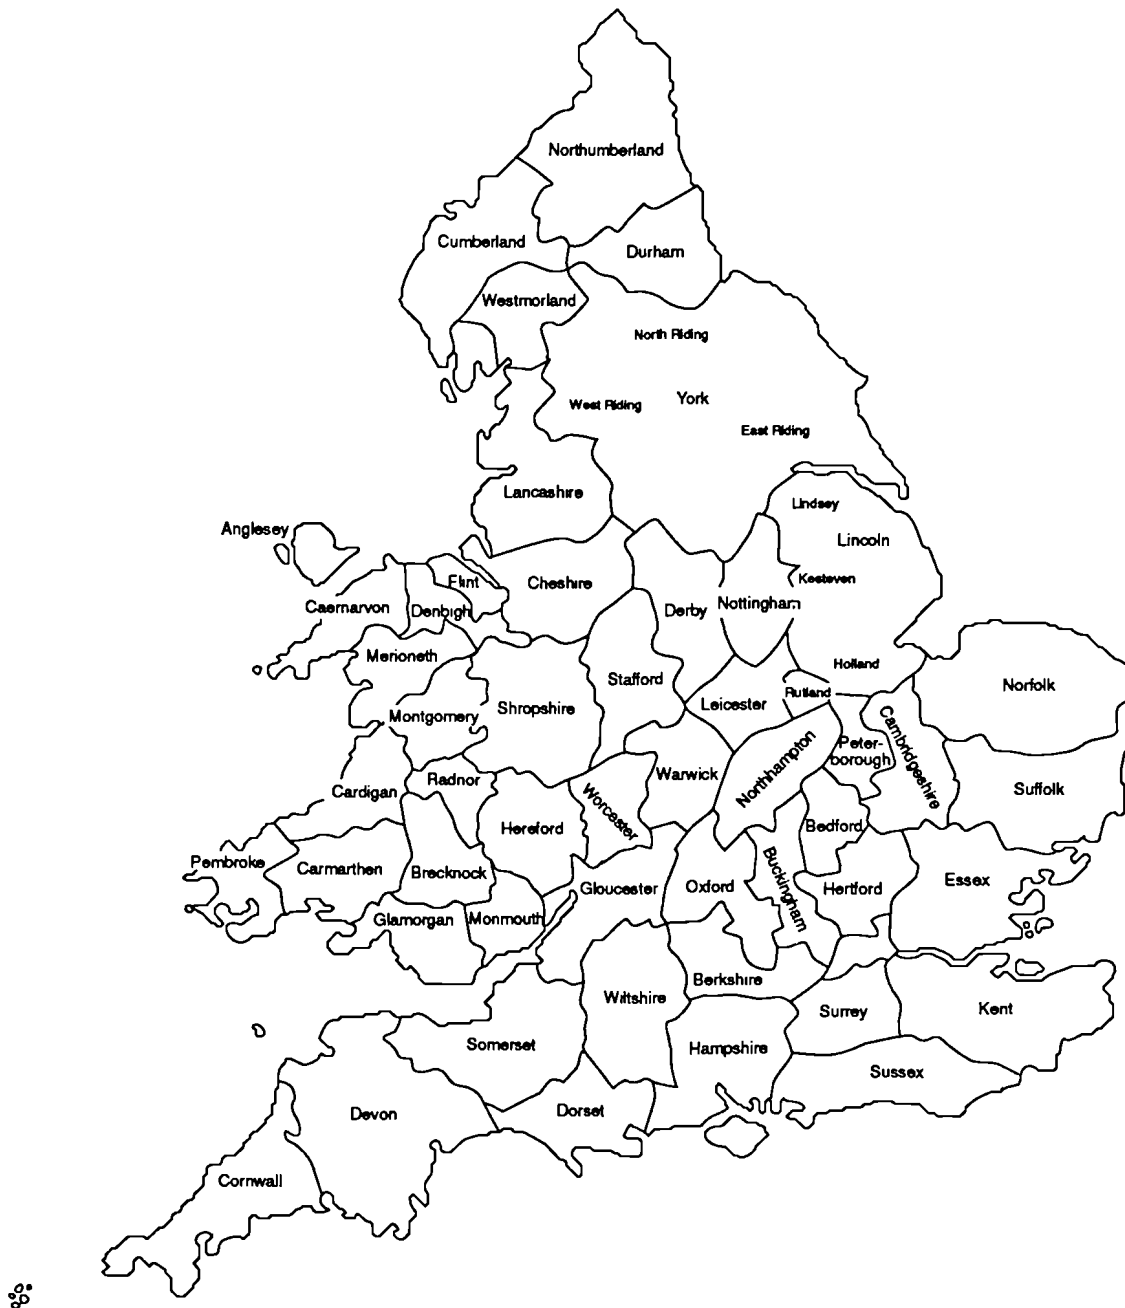 Northumberland
Cumberland
Durham
Westmorland
North Riding
West Riding
York
East Riding
Lancashire
Lindsey
Lincoln
Anglesey
Flint
Cheshire
Kesteven
Caernarvon
Denbigh
Derby
Nottingham
Merioneth
Holland
Stafford
Norfolk
Rutland
Leicester
Shropshire
Montgomery
Cambridgeshire
Peter-
borough
Northhampton
Warwick
Radnor
Cardigan
Suffolk
Worcester
Hereford
Bedford
Pembroke
Carmarthen
Brecknock
Gloucester
Oxford
Buckingham
Hertford
Essex
Glamorgan
Monmouth
Berkshire
Wiltshire
Surrey
Kent
Somerset
Hampshire
Sussex
Devon
Dorset
Cornwall